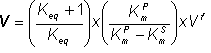 V = ( (K_eq + 1) / K_eq ) x ( K_m^P / (K_m^P − K_m^S) ) x V^f